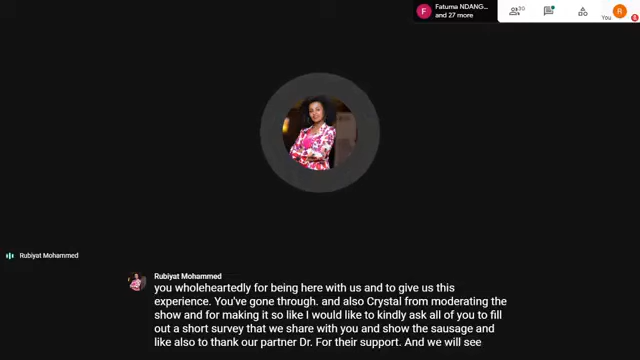 Fatuma NDANG...
and 27 more
F
30
You
R
Rubiyat Mohammed
Rubiyat Mohammed
you wholeheartedly for being here with us and to give us this
experience. You've gone through. and also Crystal from moderating the
show and for making it so like I would like to kindly ask all of you to fill
out a short survey that we share with you and show the sausage and
like also to thank our partner Dr. For their support. And we will see